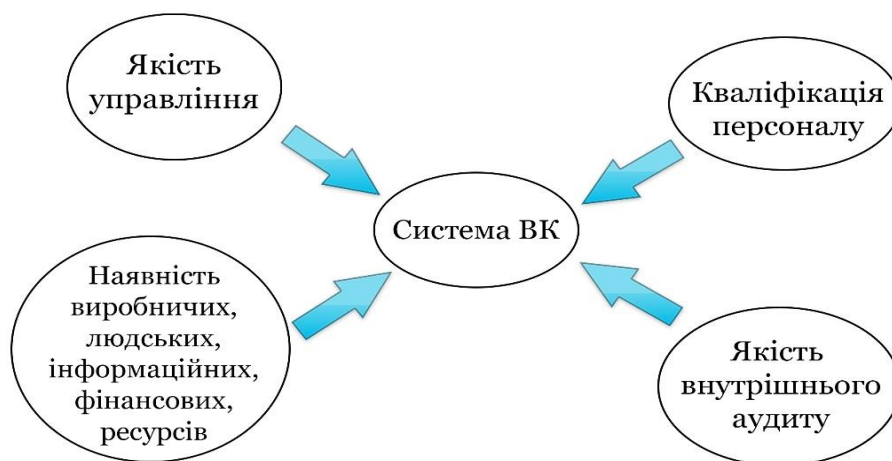 Якість
управління
Кваліфікація
персоналу
Система ВК
Наявність
виробничих,
людських,
інформаційних,
фінансових,
ресурсів
Якість
внутрішнього
аудиту